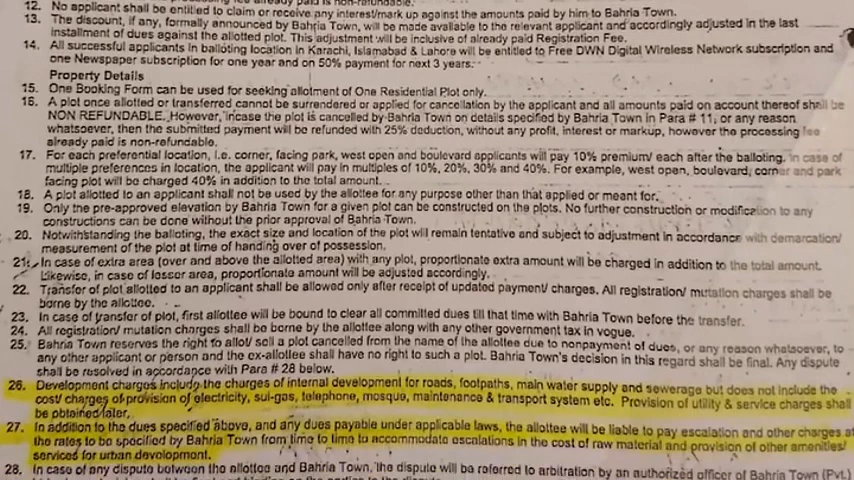 already paid is non-refundable.
12. No applicant shall be entitled to claim or receive any interest/mark up against the amounts paid by him to Bahria Town.
13. The discount, if any, formally announced by Bahria Town, will be made available to the relevant applicant and accordingly adjusted in the last
installment of dues against the allotted plot. This adjustment will be inclusive of already paid Registration Fee.
14. All successful applicants in balloting location in Karachi, Islamabad & Lahore will be entitled to Free DWN Digital Wireless Network subscription and
one Newspaper subscription for one year and on 50% payment for next 3 years.
Property Details
15. One Booking Form can be used for seeking allotment of One Residential Plot only.
16. A plot once allotted or transferred cannot be surrendered or applied for cancellation by the applicant and all amounts paid on account thereof shall be
NON REFUNDABLE. However, incase the plot is cancelled by Bahria Town on details specified by Bahria Town in Para # 11, or any reason
whatsoever, then the submitted payment will be refunded with 25% deduction, without any profit, interest or markup, however the processing fee
already paid is non-refundable.
17. For each preferential location, i.e. corner, facing park, west open and boulevard applicants will pay 10% premium/ each after the balloting. In case of
multiple preferences in location, the applicant will pay in multiples of 10%, 20%, 30% and 40%. For example, west open, boulevard, corner and park
facing plot will be charged 40% in addition to the total amount.
18. A plot allotted to an applicant shall not be used by the allottee for any purpose other than that applied or meant for.
19. Only the pre-approved elevation by Bahria Town for a given plot can be constructed on the plots. No further construction or modification to any
constructions can be done without the prior approval of Bahria Town.
20. Notwithstanding the balloting, the exact size and location of the plot will remain tentative and subject to adjustment in accordance with demarcation/
measurement of the plot at time of handing over of possession.
21. In case of extra area (over and above the allotted area) with any plot, proportionate extra amount will be charged in addition to the total amount.
Likewise, in case of lesser area, proportionate amount will be adjusted accordingly.
22. Transfer of plot allotted to an applicant shall be allowed only after receipt of updated payment/ charges. All registration/ mutation charges shall be
borne by the allottee.
23. In case of transfer of plot, first allottee will be bound to clear all committed dues till that time with Bahria Town before the transfer.
24. All registration/ mutation charges shall be borne by the allottee along with any other government tax in vogue.
25. Bahria Town reserves the right to allot/ sell a plot cancelled from the name of the allottee due to nonpayment of dues, or any reason whatsoever, to
any other applicant or person and the ex-allottee shall have no right to such a plot. Bahria Town's decision in this regard shall be final. Any dispute
shall be resolved in accordance with Para # 28 below.
26. Development charges include the charges of internal development for roads, footpaths, main water supply and sewerage but does not include the
cost/ charges of provision of electricity, sui-gas, telephone, mosque, maintenance & transport system etc. Provision of utility & service charges shall
be obtained later.
27. In addition to the dues specified above, and any dues payable under applicable laws, the allottee will be liable to pay escalation and other charges at
the rates to be specified by Bahria Town from time to time to accommodate escalations in the cost of raw material and provision of other amenities/
services for urban development.
28. In case of any dispute between the allottee and Bahria Town, the dispute will be referred to arbitration by an authorized officer of Bahria Town (Pvt.)